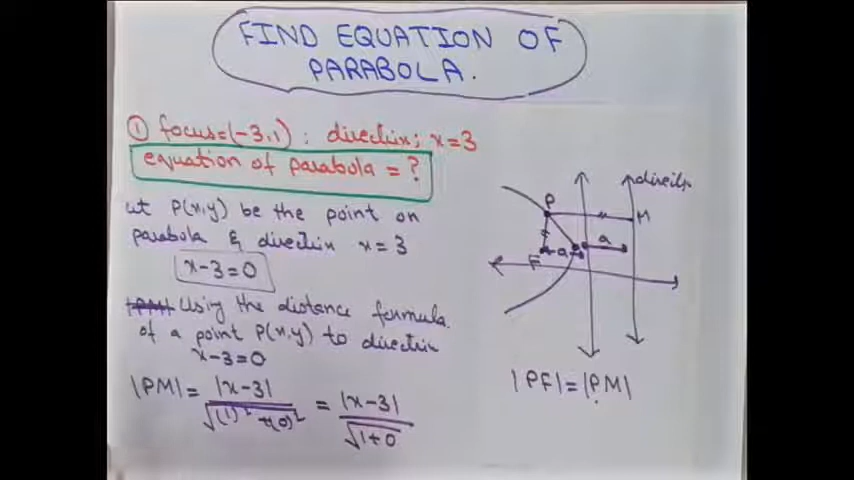 FIND EQUATION OF
PARABOLA.
① focus=(-3,1) : directrix; x=3
equation of parabola = ?
let P(x,y) be the point on
parabola & directrix x=3
x-3=0
|PM| Using the distance formula
of a point P(x,y) to directrix
x-3=0
|PM| = |x-3| / √(1)²+(0)² = |x-3| / √1+0
directrix
P
M
a
F
a
|PF|=|PM|